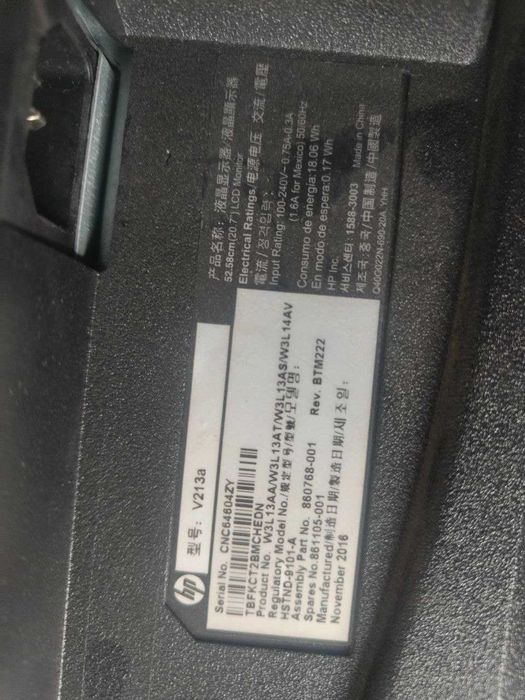 hp
型号: V213a
产品名称: 液晶显示器/液晶顯示器
52.58cm(20.7") LCD Monitor
Electrical Ratings/电源电压 交流/電壓
電流/정격입력:
Input Rating:100-240V~ 0.75A-0.3A
(1.6A for Mexico) 50/60Hz
Consumo de energía:18.06 Wh
En modo de espera:0.17 Wh
HP Inc.
서비스센터 1588-3003 Made in China
제조국:중국/中国制造/中國製造
Serial No. CNC64604ZY
TBFKCT2BMCHEDN
Product No. W3L13AA/W3L13AT/W3L13AS/W3L14AV
Regulatory Model No./規定型号/型號/모델명:
HSTND-9101-A
Assembly Part No. 860768-001 Rev. BTM222
Spares No.861105-001
Manufactured/制造日期/製造日期/제조일:
November 2016